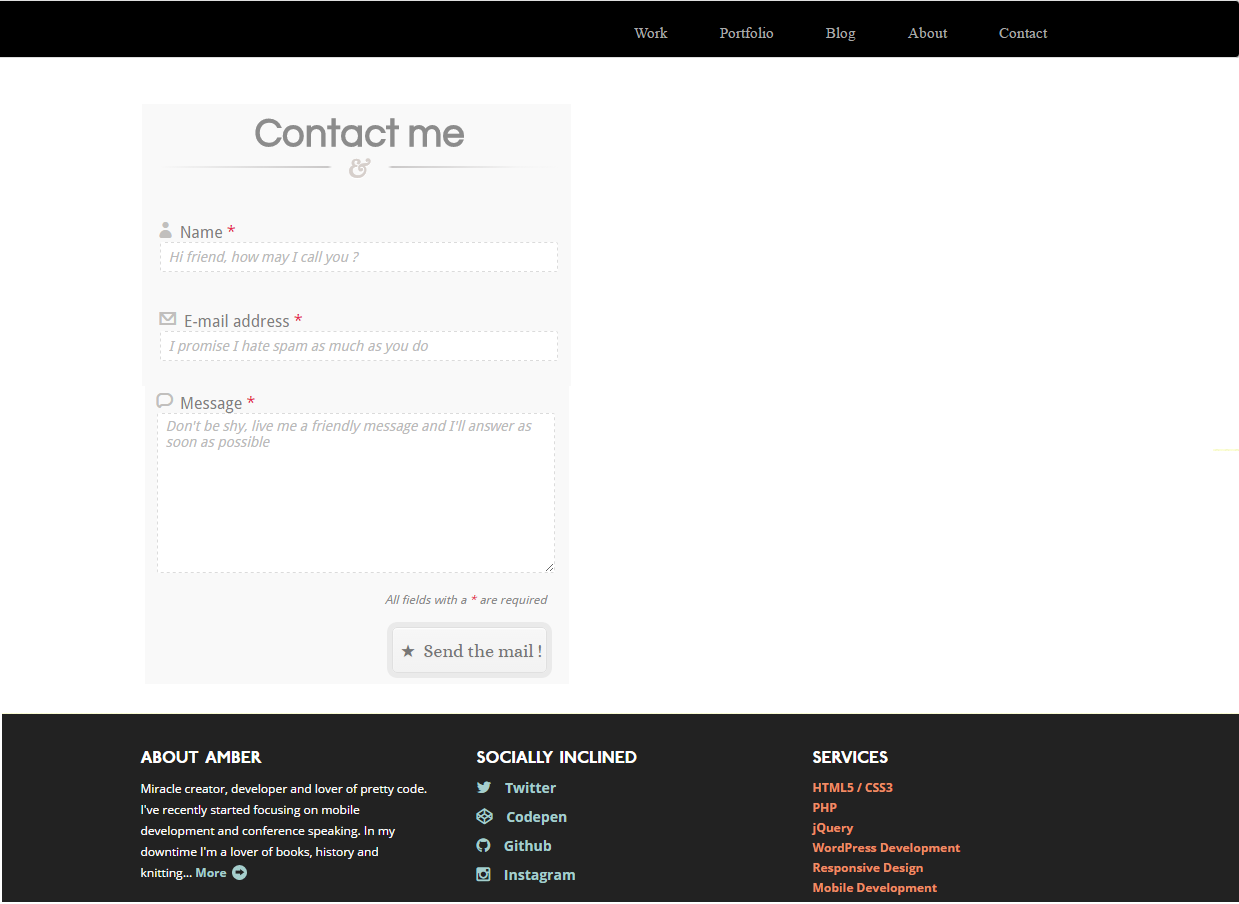 Work Portfolio Blog About Contact
Contact me
&
Name *
Hi friend, how may I call you ?
E-mail address *
I promise I hate spam as much as you do
Message *
Don't be shy, live me a friendly message and I'll answer as
soon as possible
All fields with a * are required
★ Send the mail !
ABOUT AMBER
Miracle creator, developer and lover of pretty code.
I've recently started focusing on mobile
development and conference speaking. In my
downtime I'm a lover of books, history and
knitting... More
SOCIALLY INCLINED
Twitter
Codepen
Github
Instagram
SERVICES
HTML5 / CSS3
PHP
jQuery
WordPress Development
Responsive Design
Mobile Development